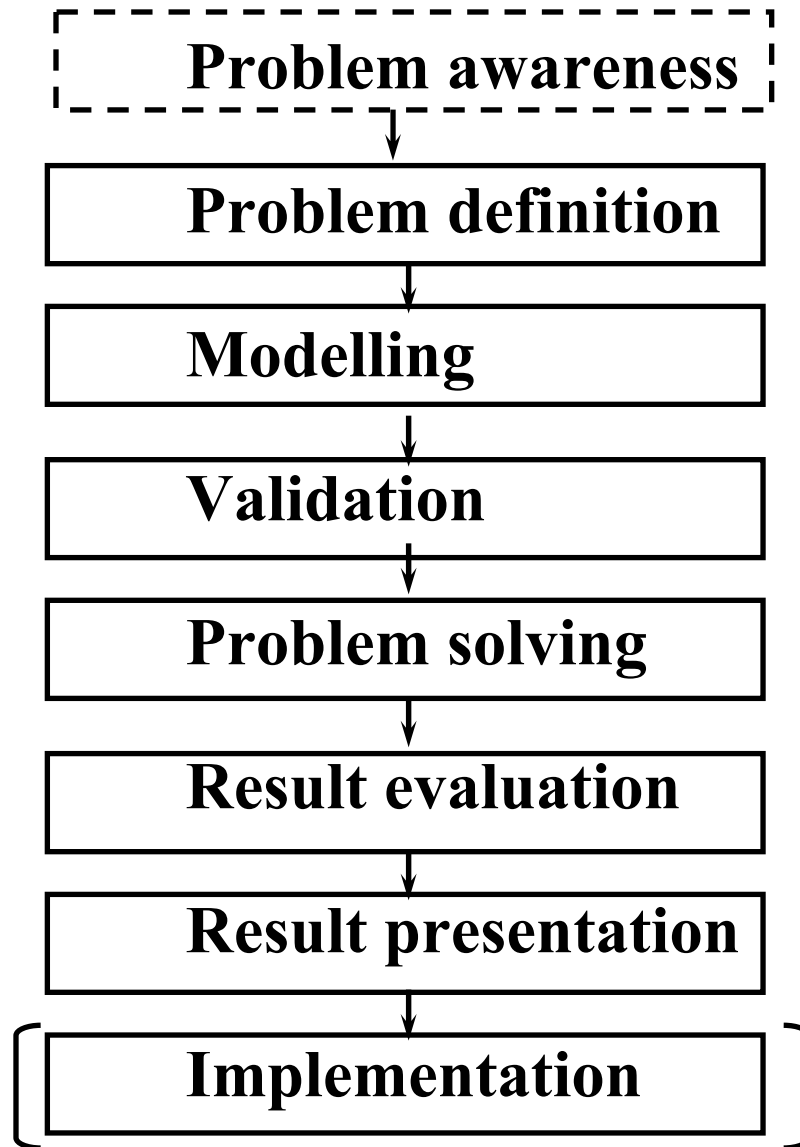 Problem awareness
Problem definition
Modelling
Validation
Problem solving
Result evaluation
Result presentation
Implementation